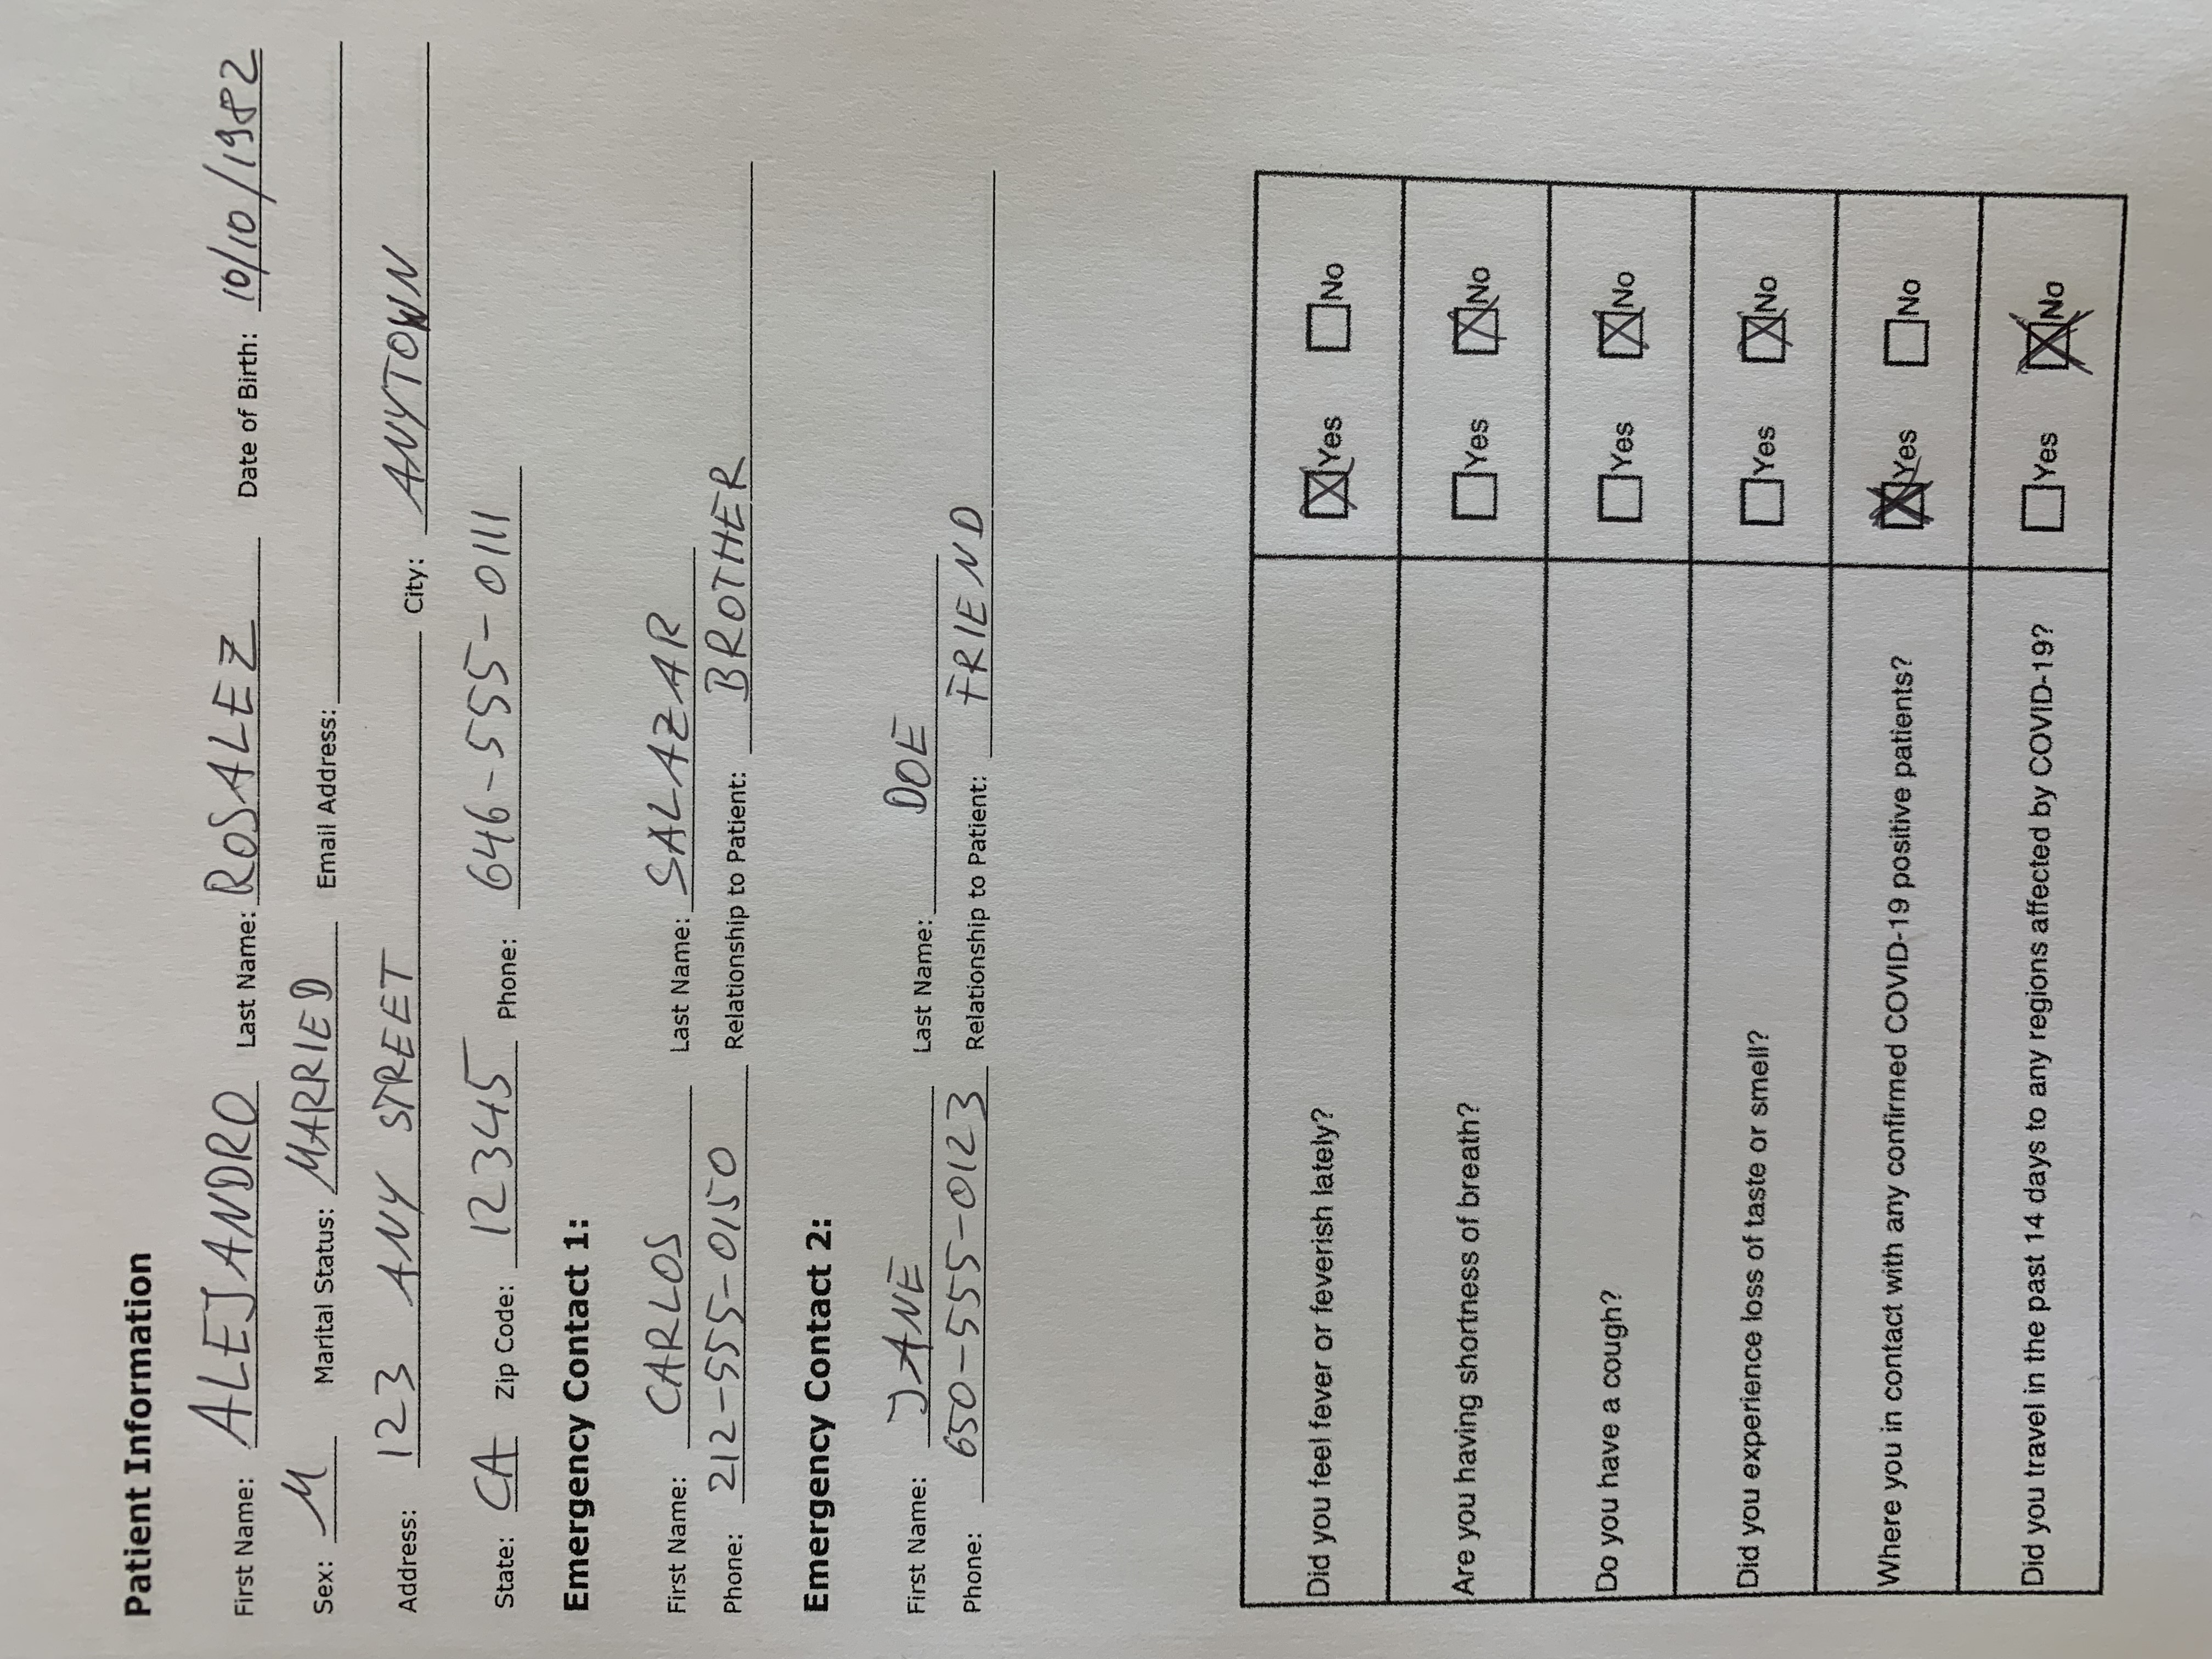 Patient Information
First Name: ALEJANDRO Last Name: ROSALEZ Date of Birth: 10/10/1982
Sex: M Marital Status: MARRIED Email Address:
Address: 123 ANY STREET City: ANYTOWN
State: CA Zip Code: 12345 Phone: 646-555-0111
Emergency Contact 1:
First Name: CARLOS Last Name: SALAZAR
Phone: 212-555-0150 Relationship to Patient: BROTHER
Emergency Contact 2:
First Name: JANE Last Name: DOE
Phone: 650-555-0123 Relationship to Patient: FRIEND
Did you feel fever or feverish lately? ☒Yes ☐No
Are you having shortness of breath? ☐Yes ☒No
Do you have a cough? ☐Yes ☒No
Did you experience loss of taste or smell? ☐Yes ☒No
Where you in contact with any confirmed COVID-19 positive patients? ☒Yes ☐No
Did you travel in the past 14 days to any regions affected by COVID-19? ☐Yes ☒No